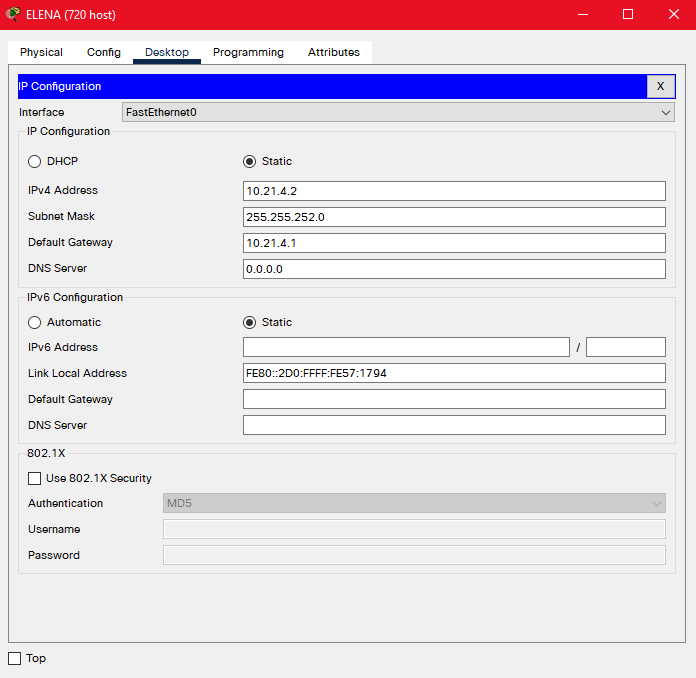 ELENA (720 host)
Physical Config Desktop Programming Attributes
IP Configuration X
Interface FastEthernet0
IP Configuration
DHCP Static
IPv4 Address 10.21.4.2
Subnet Mask 255.255.252.0
Default Gateway 10.21.4.1
DNS Server 0.0.0.0
IPv6 Configuration
Automatic Static
IPv6 Address /
Link Local Address FE80::2D0:FFFF:FE57:1794
Default Gateway
DNS Server
802.1X
Use 802.1X Security
Authentication MD5
Username
Password
Top